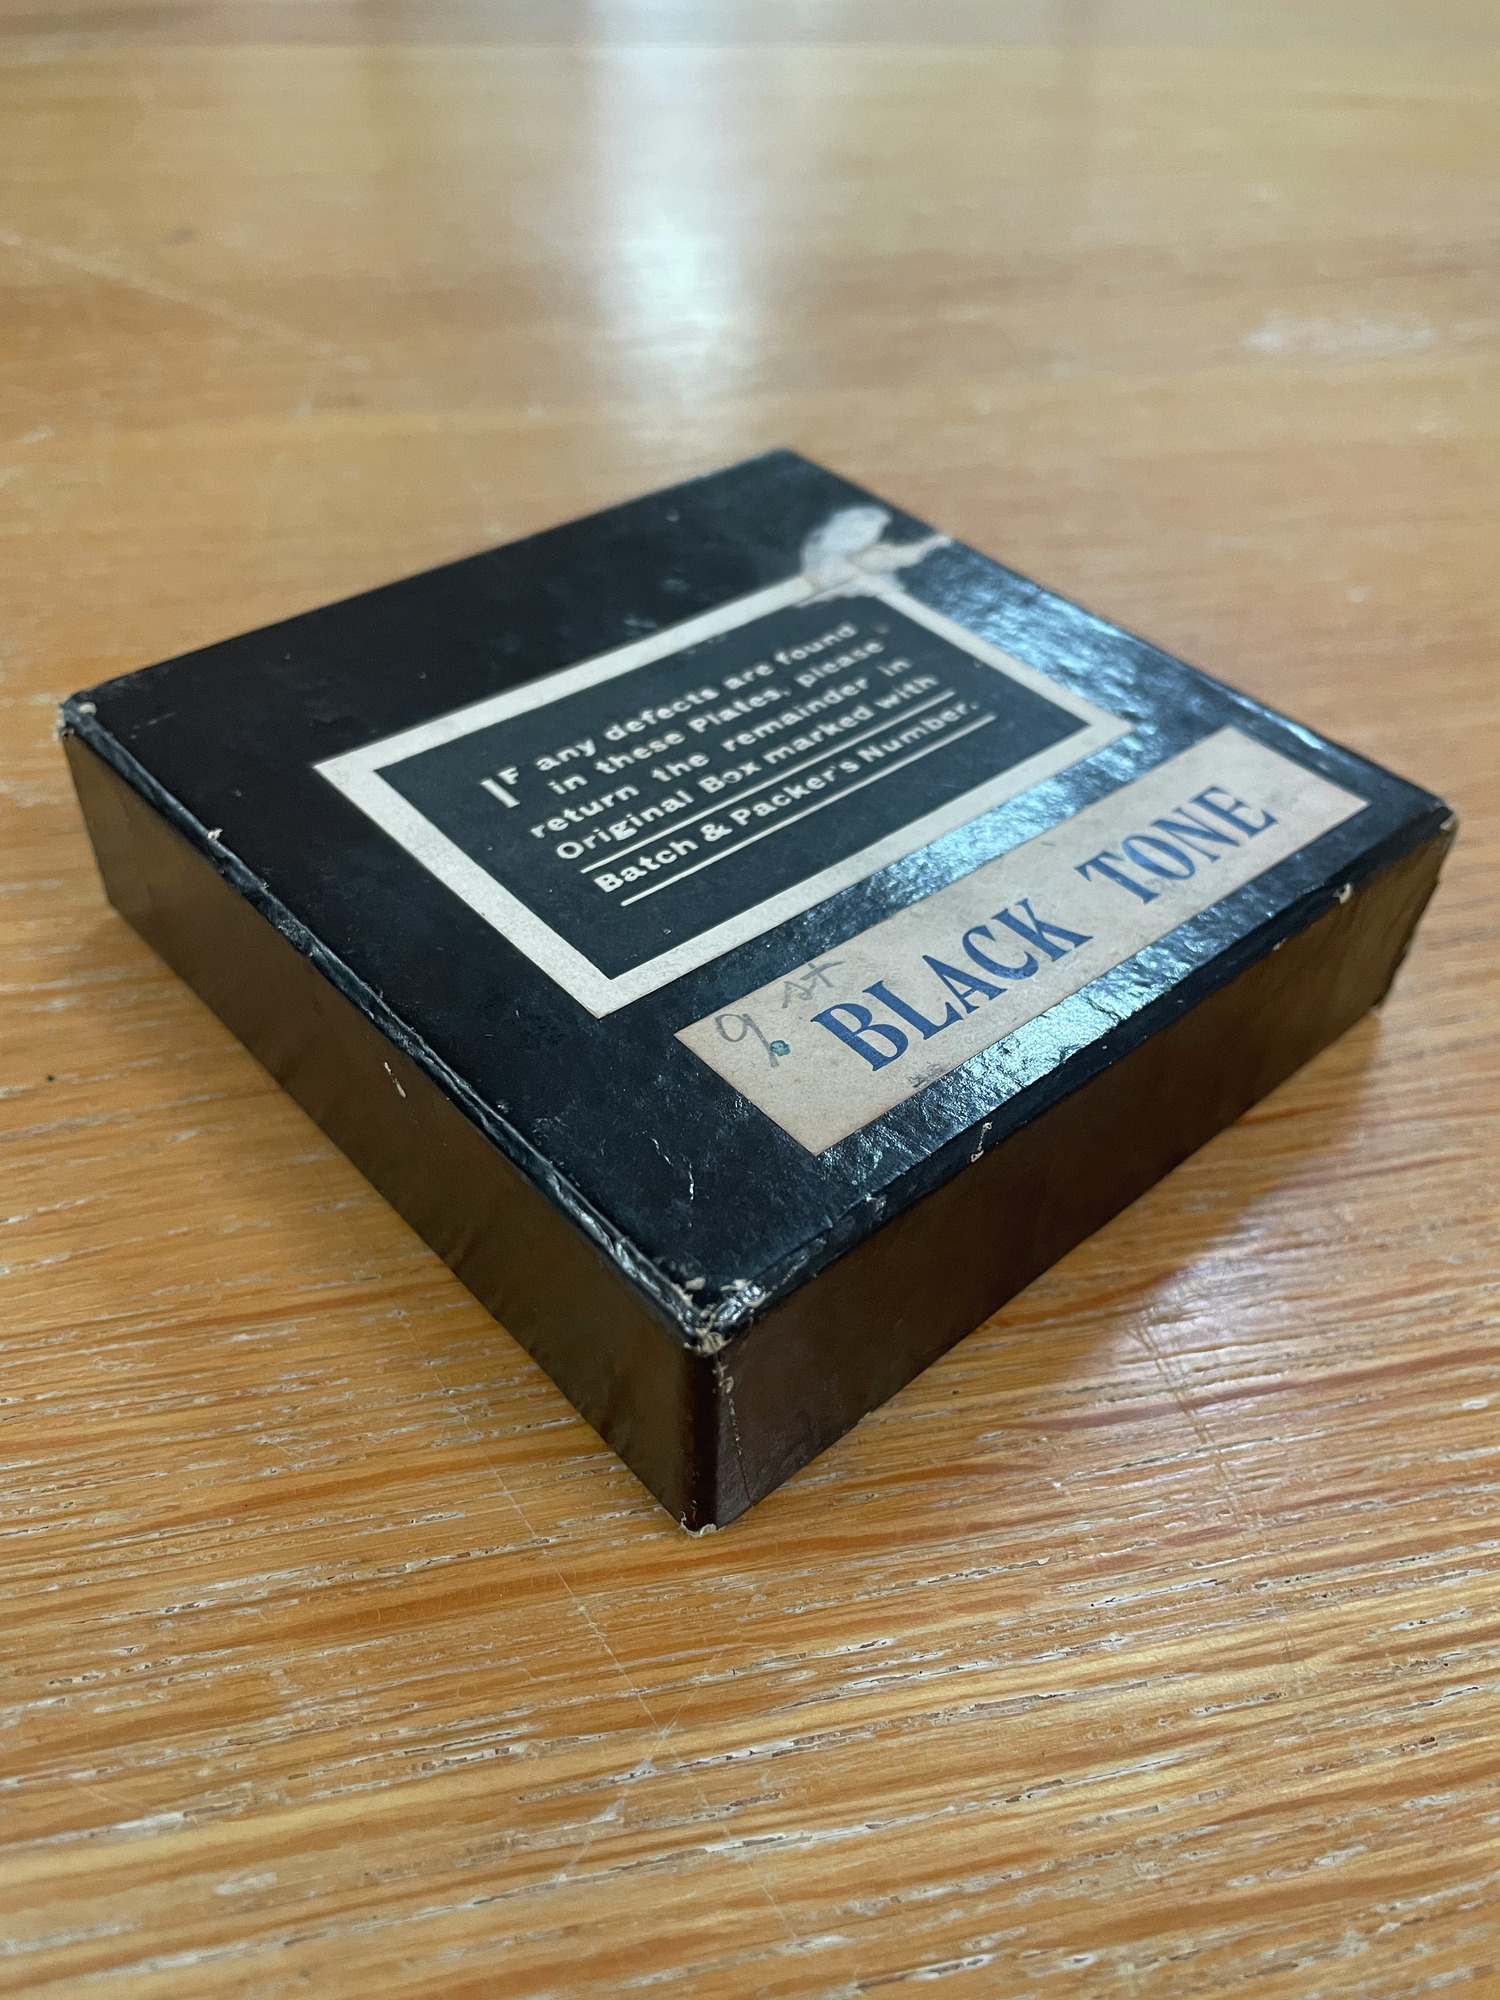 IF any defects are found
in these Plates, please
return the remainder in
Original Box marked with
Batch & Packer's Number.
BLACK TONE